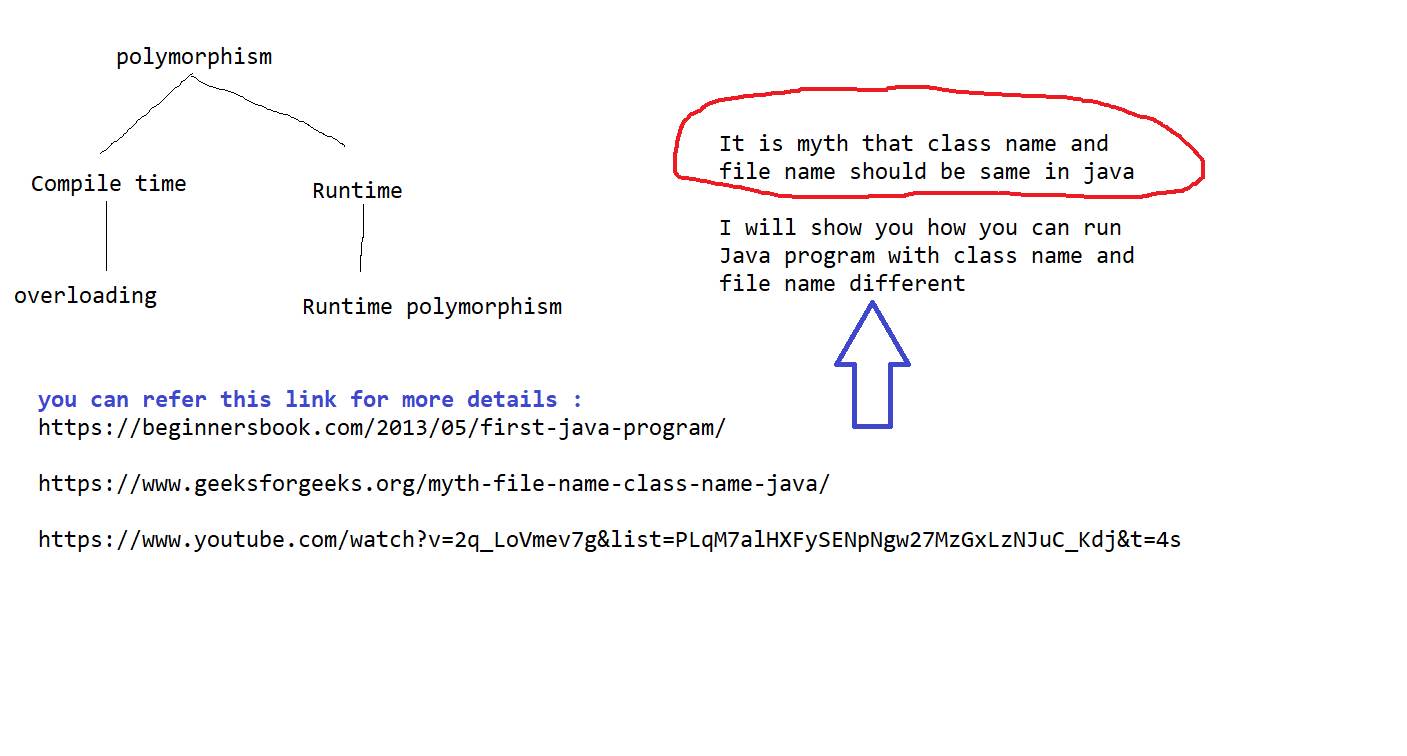 polymorphism
Compile time
Runtime
overloading
Runtime polymorphism
It is myth that class name and
file name should be same in java
I will show you how you can run
Java program with class name and
file name different
you can refer this link for more details :
https://beginnersbook.com/2013/05/first-java-program/
https://www.geeksforgeeks.org/myth-file-name-class-name-java/
https://www.youtube.com/watch?v=2q_LoVmev7g&list=PLqM7alHXFySENpNgw27MzGxLzNJuC_Kdj&t=4s